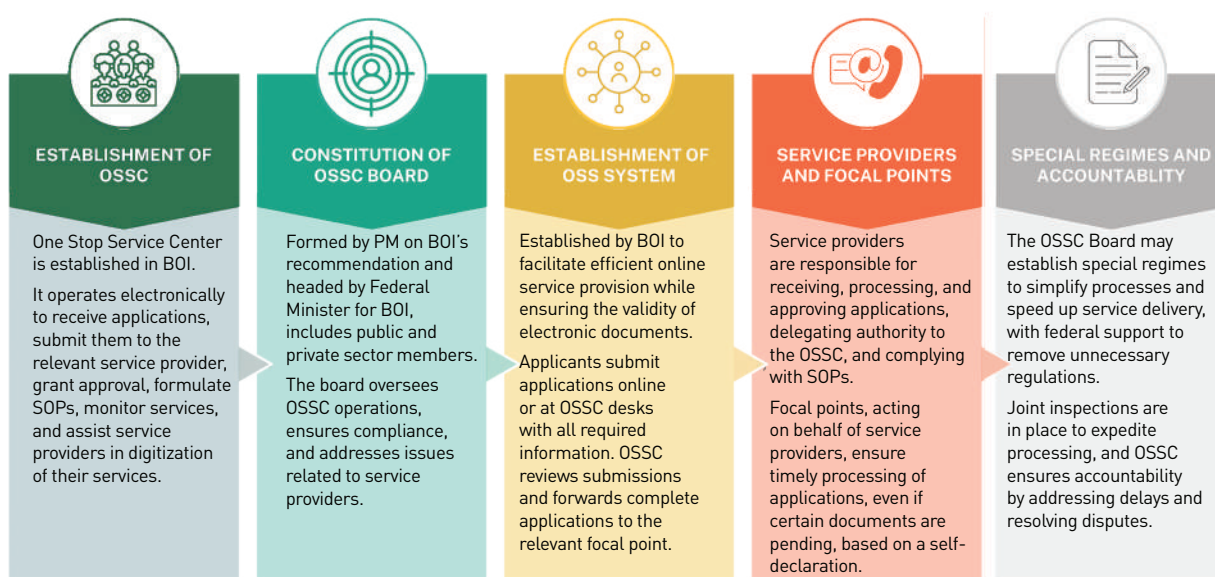 ESTABLISHMENT OF
OSSC
One Stop Service Center
is established in BOI.
It operates electronically
to receive applications,
submit them to the
relevant service provider,
grant approval, formulate
SOPs, monitor services,
and assist service
providers in digitization
of their services.
CONSTITUTION OF
OSSC BOARD
Formed by PM on BOI’s
recommendation and
headed by Federal
Minister for BOI,
includes public and
private sector members.
The board oversees
OSSC operations,
ensures compliance,
and addresses issues
related to service
providers.
ESTABLISHMENT OF
OSS SYSTEM
Established by BOI to
facilitate efficient online
service provision while
ensuring the validity of
electronic documents.
Applicants submit
applications online
or at OSSC desks
with all required
information. OSSC
reviews submissions
and forwards complete
applications to the
relevant focal point.
SERVICE PROVIDERS
AND FOCAL POINTS
Service providers
are responsible for
receiving, processing, and
approving applications,
delegating authority to
the OSSC, and complying
with SOPs.
Focal points, acting
on behalf of service
providers, ensure
timely processing of
applications, even if
certain documents are
pending, based on a self-
declaration.
SPECIAL REGIMES AND
ACCOUNTABLITY
The OSSC Board may
establish special regimes
to simplify processes and
speed up service delivery,
with federal support to
remove unnecessary
regulations.
Joint inspections are
in place to expedite
processing, and OSSC
ensures accountability
by addressing delays and
resolving disputes.